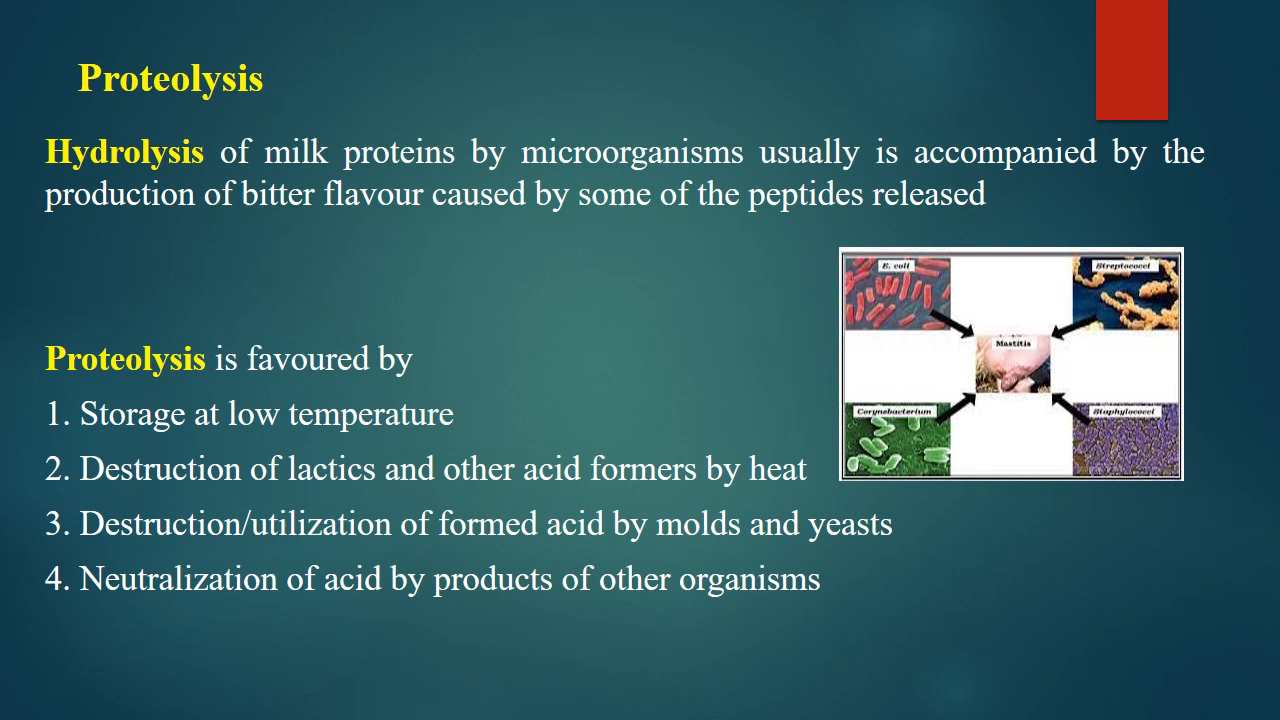 Proteolysis
Hydrolysis of milk proteins by microorganisms usually is accompanied by the
production of bitter flavour caused by some of the peptides released
E. coli
Streptococci
Mastitis
Corynebacterium
Staphylococci
Proteolysis is favoured by
1. Storage at low temperature
2. Destruction of lactics and other acid formers by heat
3. Destruction/utilization of formed acid by molds and yeasts
4. Neutralization of acid by products of other organisms